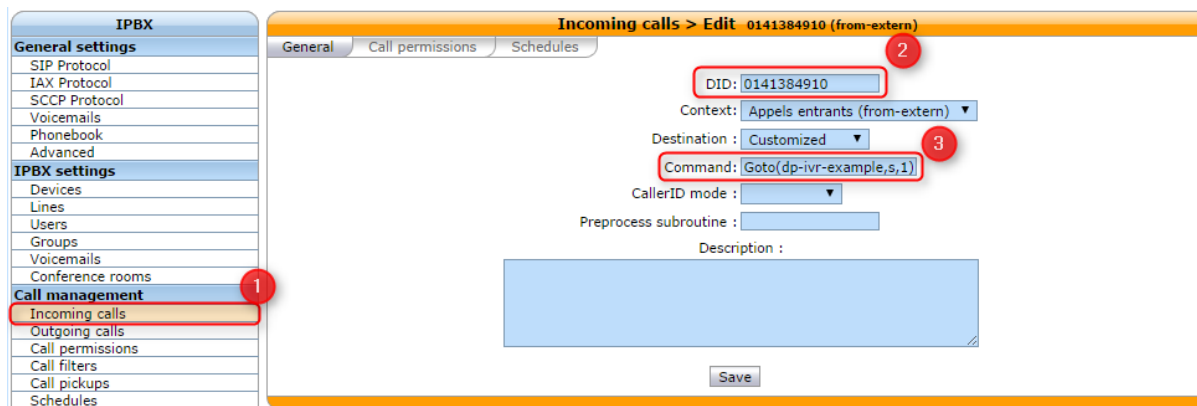 IPBX
General settings
SIP Protocol
IAX Protocol
SCCP Protocol
Voicemails
Phonebook
Advanced
IPBX settings
Devices
Lines
Users
Groups
Voicemails
Conference rooms
Call management
1
Incoming calls
Outgoing calls
Call permissions
Call filters
Call pickups
Schedules
Incoming calls > Edit 0141384910 (from-extern)
General Call permissions Schedules
2
DID: 0141384910
Context: Appels entrants (from-extern)
Destination : Customized
3
Command: Goto(dp-ivr-example,s,1)
CallerID mode :
Preprocess subroutine :
Description :
Save